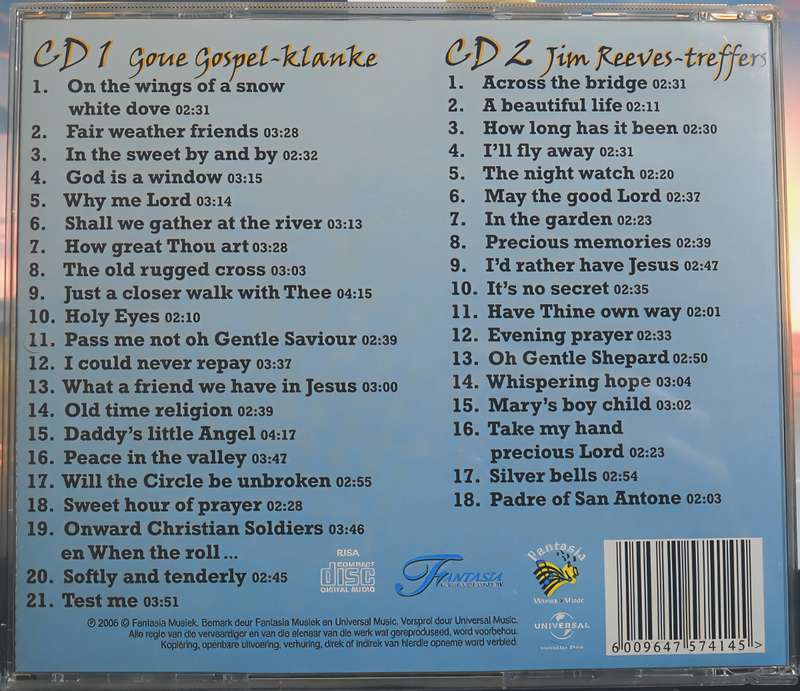 CD 1 Goue Gospel-klanke
1. On the wings of a snow
white dove 02:31
2. Fair weather friends 03:28
3. In the sweet by and by 02:32
4. God is a window 03:15
5. Why me Lord 03:14
6. Shall we gather at the river 03:13
7. How great Thou art 03:28
8. The old rugged cross 03:03
9. Just a closer walk with Thee 04:15
10. Holy Eyes 02:10
11. Pass me not oh Gentle Saviour 02:39
12. I could never repay 03:37
13. What a friend we have in Jesus 03:00
14. Old time religion 02:39
15. Daddy's little Angel 04:17
16. Peace in the valley 03:47
17. Will the Circle be unbroken 02:55
18. Sweet hour of prayer 02:28
19. Onward Christian Soldiers 03:46
en When the roll...
20. Softly and tenderly 02:45
21. Test me 03:51
CD 2 Jim Reeves-treffers
1. Across the bridge 02:31
2. A beautiful life 02:11
3. How long has it been 02:30
4. I'll fly away 02:31
5. The night watch 02:20
6. May the good Lord 02:37
7. In the garden 02:23
8. Precious memories 02:39
9. I'd rather have Jesus 02:47
10. It's no secret 02:35
11. Have Thine own way 02:01
12. Evening prayer 02:33
13. Oh Gentle Shepard 02:50
14. Whispering hope 03:04
15. Mary's boy child 03:02
16. Take my hand
precious Lord 02:23
17. Silver bells 02:54
18. Padre of San Antone 02:03
RISA
COMPACT
disc
DIGITAL AUDIO
FANTASIA
Fantasia
Musiek • Music
UNIVERSAL
6 009647 574145 >
℗ 2006 © Fantasia Musiek. Bemark deur Fantasia Musiek en Universal Music. Versprei deur Universal Music.
Alle regte van die vervaardiger en van die eienaar van die werk wat gereproduseed, word voorbehou.
Kopiëring, openbare uitvoering, verhuring, direk of indirek van hierdie opname word verbied.